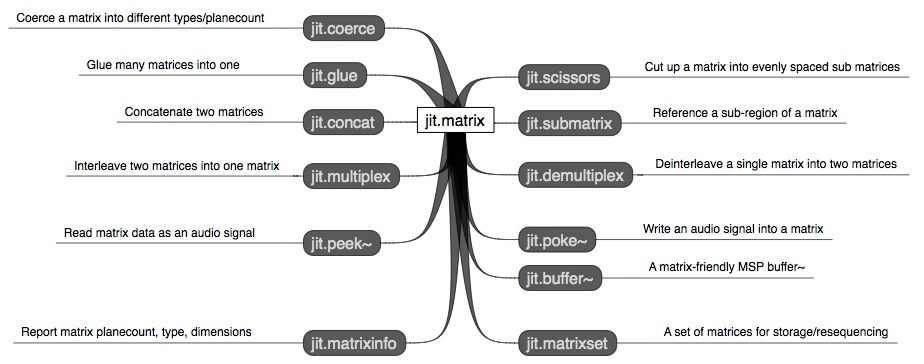 Coerce a matrix into different types/planecount
jit.coerce
Glue many matrices into one
jit.glue
Concatenate two matrices
jit.concat
Interleave two matrices into one matrix
jit.multiplex
Read matrix data as an audio signal
jit.peek~
Report matrix planecount, type, dimensions
jit.matrixinfo
jit.matrix
jit.scissors
Cut up a matrix into evenly spaced sub matrices
jit.submatrix
Reference a sub-region of a matrix
jit.demultiplex
Deinterleave a single matrix into two matrices
jit.poke~
Write an audio signal into a matrix
jit.buffer~
A matrix-friendly MSP buffer~
jit.matrixset
A set of matrices for storage/resequencing